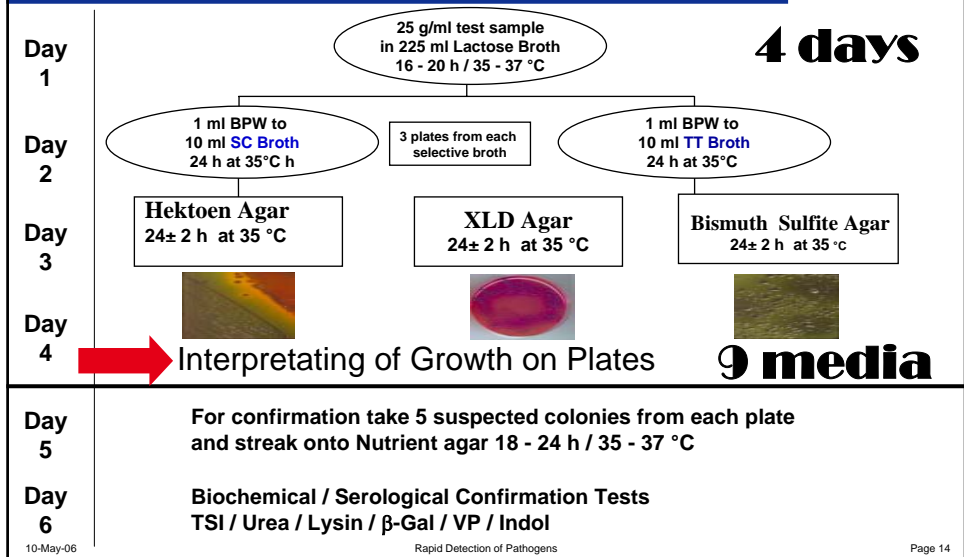 Day
1
25 g/ml test sample
in 225 ml Lactose Broth
16 - 20 h / 35 - 37 °C
4 days
Day
2
1 ml BPW to
10 ml SC Broth
24 h at 35°C h
3 plates from each
selective broth
1 ml BPW to
10 ml TT Broth
24 h at 35°C
Day
3
Hektoen Agar
24± 2 h at 35 °C
XLD Agar
24± 2 h at 35 °C
Bismuth Sulfite Agar
24± 2 h at 35 °C
Day
4
Interpretating of Growth on Plates
9 media
Day
5
For confirmation take 5 suspected colonies from each plate
and streak onto Nutrient agar 18 - 24 h / 35 - 37 °C
Day
6
Biochemical / Serological Confirmation Tests
TSI / Urea / Lysin / β-Gal / VP / Indol
10-May-06
Rapid Detection of Pathogens
Page 14